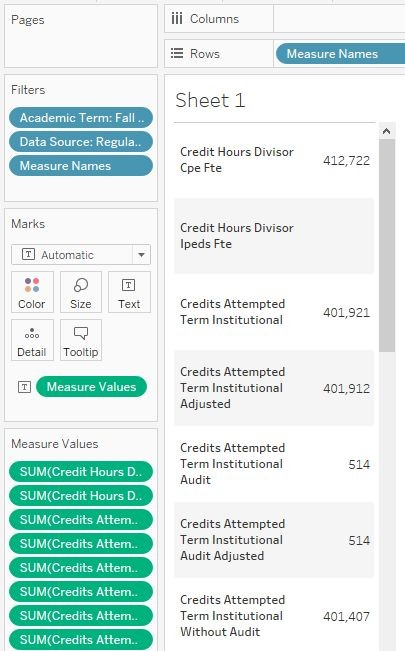 Pages
Columns
Rows
Measure Names
Filters
Academic Term: Fall ..
Data Source: Regula..
Measure Names
Marks
Automatic
Color
Size
Text
Detail
Tooltip
Measure Values
Measure Values
SUM(Credit Hours D..
SUM(Credit Hours D..
SUM(Credits Attem..
SUM(Credits Attem..
SUM(Credits Attem..
SUM(Credits Attem..
SUM(Credits Attem..
SUM(Credits Attem..
Sheet 1
Credit Hours Divisor
Cpe Fte
412,722
Credit Hours Divisor
Ipeds Fte
Credits Attempted
Term Institutional
401,921
Credits Attempted
Term Institutional
Adjusted
401,912
Credits Attempted
Term Institutional
Audit
514
Credits Attempted
Term Institutional
Audit Adjusted
514
Credits Attempted
Term Institutional
Without Audit
401,407